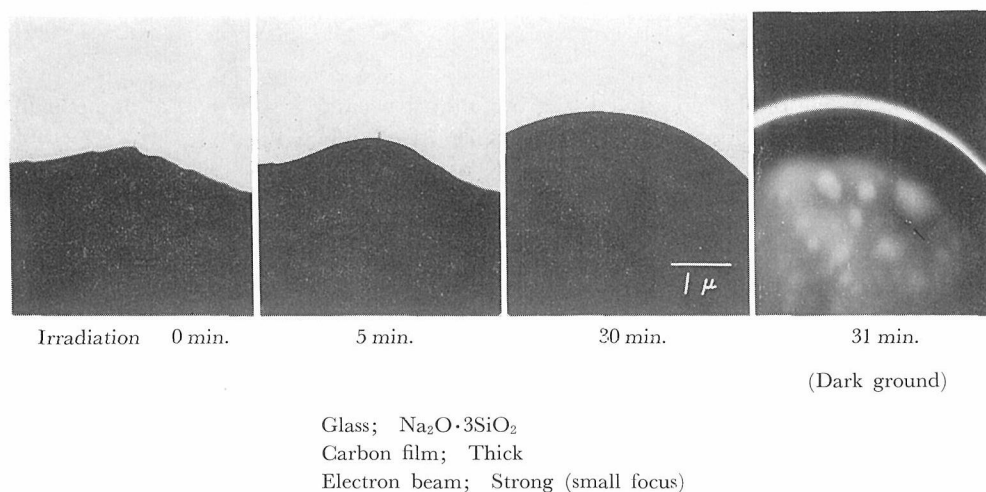 1 μ
Irradiation 0 min. 5 min. 30 min. 31 min.
(Dark ground)
Glass; Na₂O·3SiO₂
Carbon film; Thick
Electron beam; Strong (small focus)